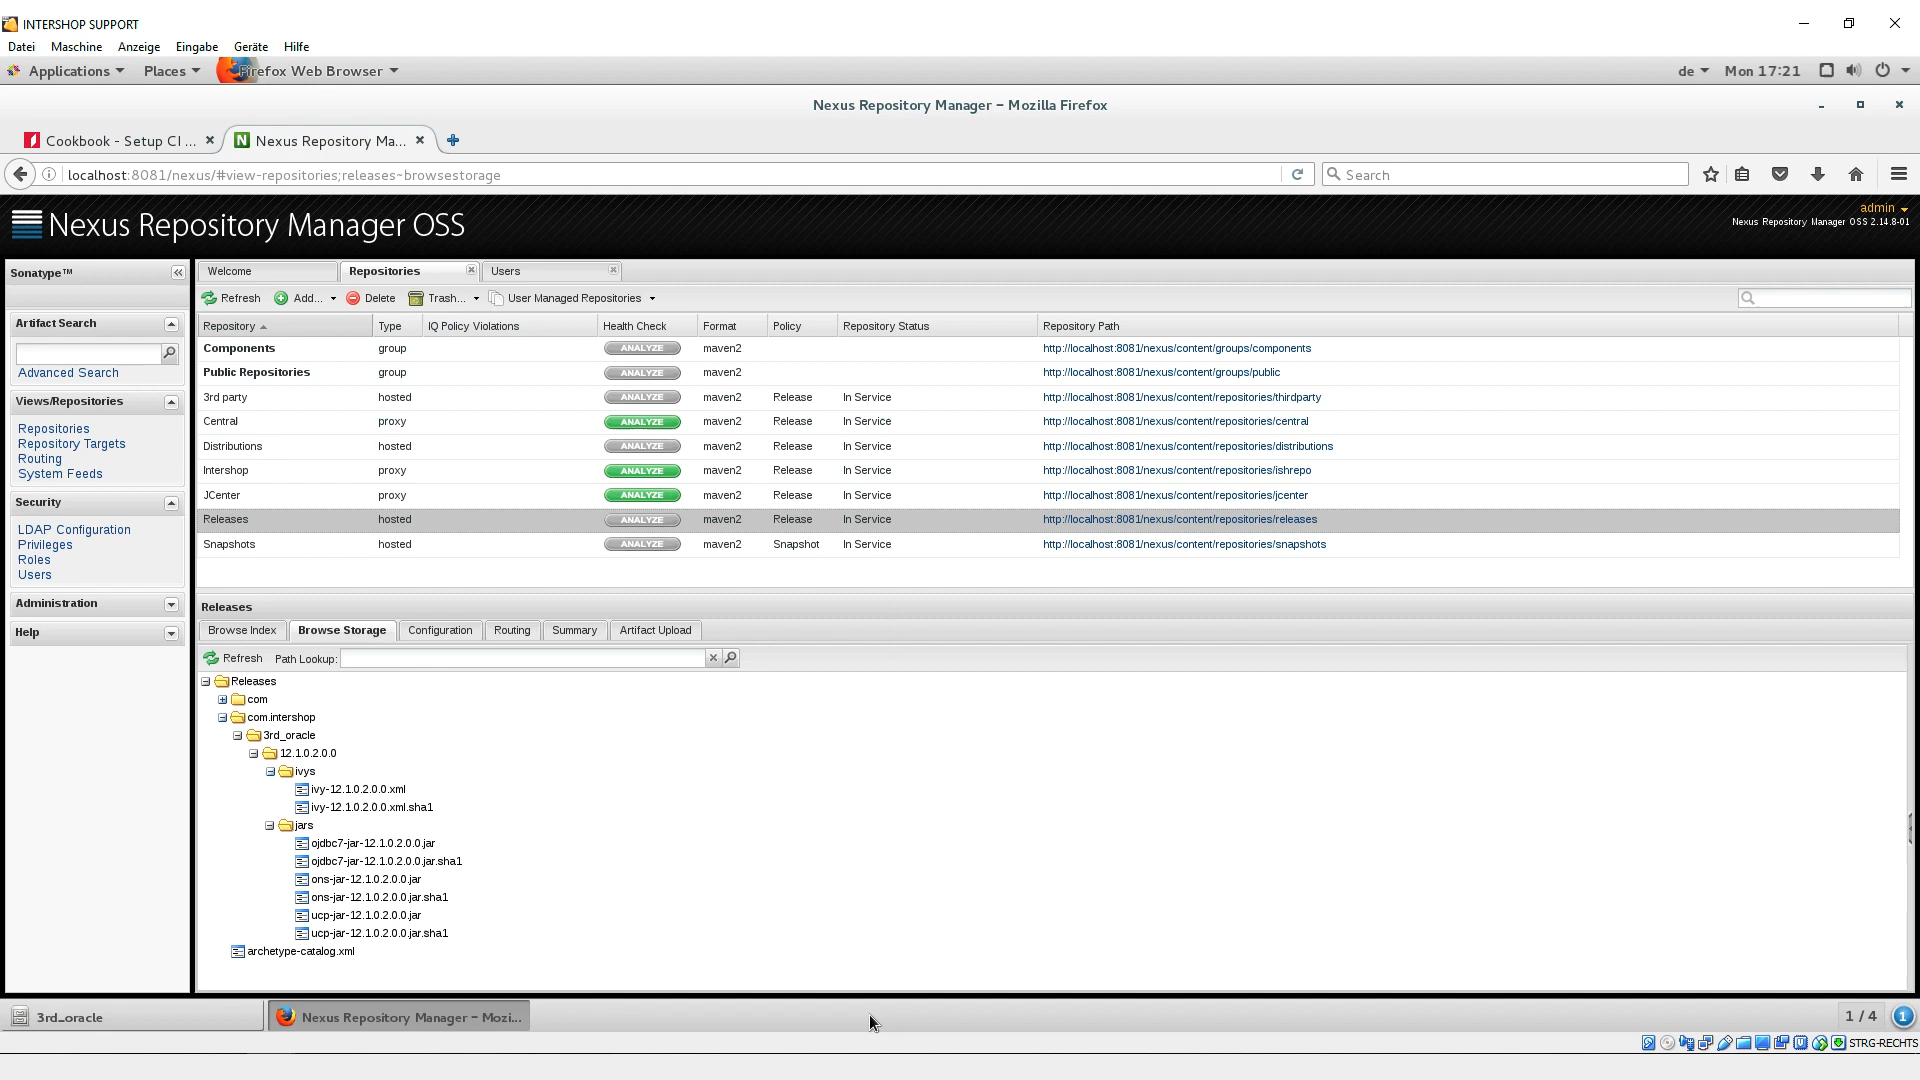 INTERSHOP SUPPORT
Datei Maschine Anzeige Eingabe Geräte Hilfe
Applications Places Firefox Web Browser de Mon 17:21
Nexus Repository Manager – Mozilla Firefox
Cookbook - Setup CI ... Nexus Repository Ma...
localhost:8081/nexus/#view-repositories;releases~browsestorage Search
Nexus Repository Manager OSS
admin
Nexus Repository Manager OSS 2.14.8-01
Sonatype™
Artifact Search
Advanced Search
Views/Repositories
Repositories
Repository Targets
Routing
System Feeds
Security
LDAP Configuration
Privileges
Roles
Users
Administration
Help
Welcome Repositories Users
Refresh Add... Delete Trash... User Managed Repositories
Repository Type IQ Policy Violations Health Check Format Policy Repository Status Repository Path
Components group ANALYZE maven2 http://localhost:8081/nexus/content/groups/components
Public Repositories group ANALYZE maven2 http://localhost:8081/nexus/content/groups/public
3rd party hosted ANALYZE maven2 Release In Service http://localhost:8081/nexus/content/repositories/thirdparty
Central proxy ANALYZE maven2 Release In Service http://localhost:8081/nexus/content/repositories/central
Distributions hosted ANALYZE maven2 Release In Service http://localhost:8081/nexus/content/repositories/distributions
Intershop proxy ANALYZE maven2 Release In Service http://localhost:8081/nexus/content/repositories/ishrepo
JCenter proxy ANALYZE maven2 Release In Service http://localhost:8081/nexus/content/repositories/jcenter
Releases hosted ANALYZE maven2 Release In Service http://localhost:8081/nexus/content/repositories/releases
Snapshots hosted ANALYZE maven2 Snapshot In Service http://localhost:8081/nexus/content/repositories/snapshots
Releases
Browse Index Browse Storage Configuration Routing Summary Artifact Upload
Refresh Path Lookup:
Releases
com
com.intershop
3rd_oracle
12.1.0.2.0.0
ivys
ivy-12.1.0.2.0.0.xml
ivy-12.1.0.2.0.0.xml.sha1
jars
ojdbc7-jar-12.1.0.2.0.0.jar
ojdbc7-jar-12.1.0.2.0.0.jar.sha1
ons-jar-12.1.0.2.0.0.jar
ons-jar-12.1.0.2.0.0.jar.sha1
ucp-jar-12.1.0.2.0.0.jar
ucp-jar-12.1.0.2.0.0.jar.sha1
archetype-catalog.xml
3rd_oracle Nexus Repository Manager – Mozi... 1 / 4 1
STRG-RECHTS